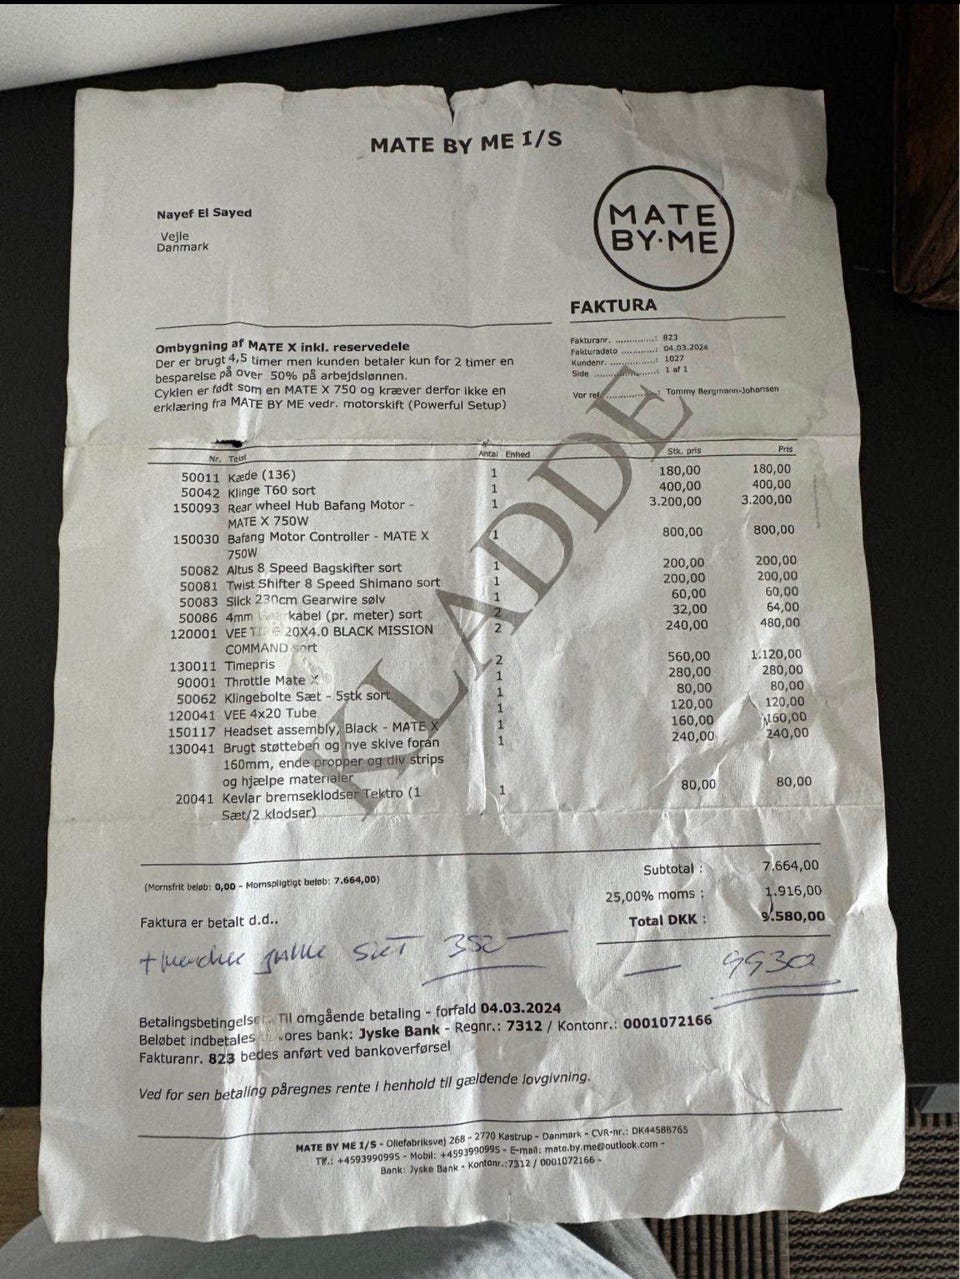 MATE BY ME I/S
MATE
BY·ME
Nayef El Sayed
Vejle
Danmark
FAKTURA
Fakturanr. ............: 823
Fakturadato ..........: 04.03.2024
Kundenr. ..............: 1027
Side ....................: 1 af 1
Vor ref. ................: Tommy Bergmann-Johansen
Ombygning af MATE X inkl. reservedele
Der er brugt 4,5 timer men kunden betaler kun for 2 timer en
besparelse på over 50% på arbejdslønnen.
Cyklen er født som en MATE X 750 og kræver derfor ikke en
erklæring fra MATE BY ME vedr. motorskift (Powerful Setup)
Nr. Tekst Antal Enhed Stk. pris Pris
50011 Kæde (136) 1 180,00 180,00
50042 Klinge T60 sort 1 400,00 400,00
150093 Rear wheel Hub Bafang Motor - 1 3.200,00 3.200,00
MATE X 750W
150030 Bafang Motor Controller - MATE X 1 800,00 800,00
750W
50082 Altus 8 Speed Bagskifter sort 1 200,00 200,00
50081 Twist Shifter 8 Speed Shimano sort 1 200,00 200,00
50083 Slick 230cm Gearwire sølv 1 60,00 60,00
50086 4mm kabel (pr. meter) sort 2 32,00 64,00
120001 VEE 20X4.0 BLACK MISSION 2 240,00 480,00
COMMAND sort
130011 Timepris 2 560,00 1.120,00
90001 Throttle Mate X 1 280,00 280,00
50062 Klingebolte Sæt - 5stk sort 1 80,00 80,00
120041 VEE 4x20 Tube 1 120,00 120,00
150117 Headset assembly, Black - MATE X 1 160,00 160,00
130041 Brugt støtteben og nye skive foran 1 240,00 240,00
160mm, ende propper og div strips
og hjælpe materialer
20041 Kevlar bremseklodser Tektro (1 1 80,00 80,00
Sæt/2 klodser)
KLADDE
Subtotal : 7.664,00
(Momsfrit beløb: 0,00 - Momspligtigt beløb: 7.664,00)
25,00% moms : 1.916,00
Faktura er betalt d.d..
Total DKK : 9.580,00
sæt 350 — — 9930
Betalingsbetingelser: Til omgående betaling - forfald 04.03.2024
Beløbet indbetales vores bank: Jyske Bank - Regnr.: 7312 / Kontonr.: 0001072166
Fakturanr. 823 bedes anført ved bankoverførsel
Ved for sen betaling påregnes rente i henhold til gældende lovgivning.
MATE BY ME I/S - Oliefabriksvej 268 - 2770 Kastrup - Danmark - CVR-nr.: DK44588765
Tlf.: +4593990995 - Mobil: +4593990995 - E-mail: mate.by.me@outlook.com -
Bank: Jyske Bank - Kontonr.:7312 / 0001072166 -